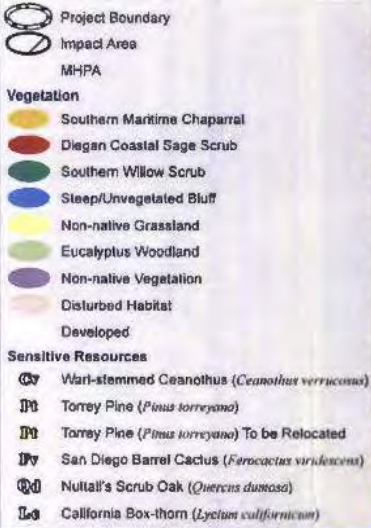 Project Boundary
Impact Area
MHPA
Vegetation
Southern Maritime Chaparral
Diegan Coastal Sage Scrub
Southern Willow Scrub
Steep/Unvegetated Bluff
Non-native Grassland
Eucalyptus Woodland
Non-native Vegetation
Disturbed Habitat
Developed
Sensitive Resources
Cv Wart-stemmed Ceanothus (Ceanothus verrucosus)
Pt Torrey Pine (Pinus torreyana)
Pt Torrey Pine (Pinus torreyana) To be Relocated
Fv San Diego Barrel Cactus (Ferocactus viridescens)
Qd Nuttall's Scrub Oak (Quercus dumosa)
Lc California Box-thorn (Lycium californicum)